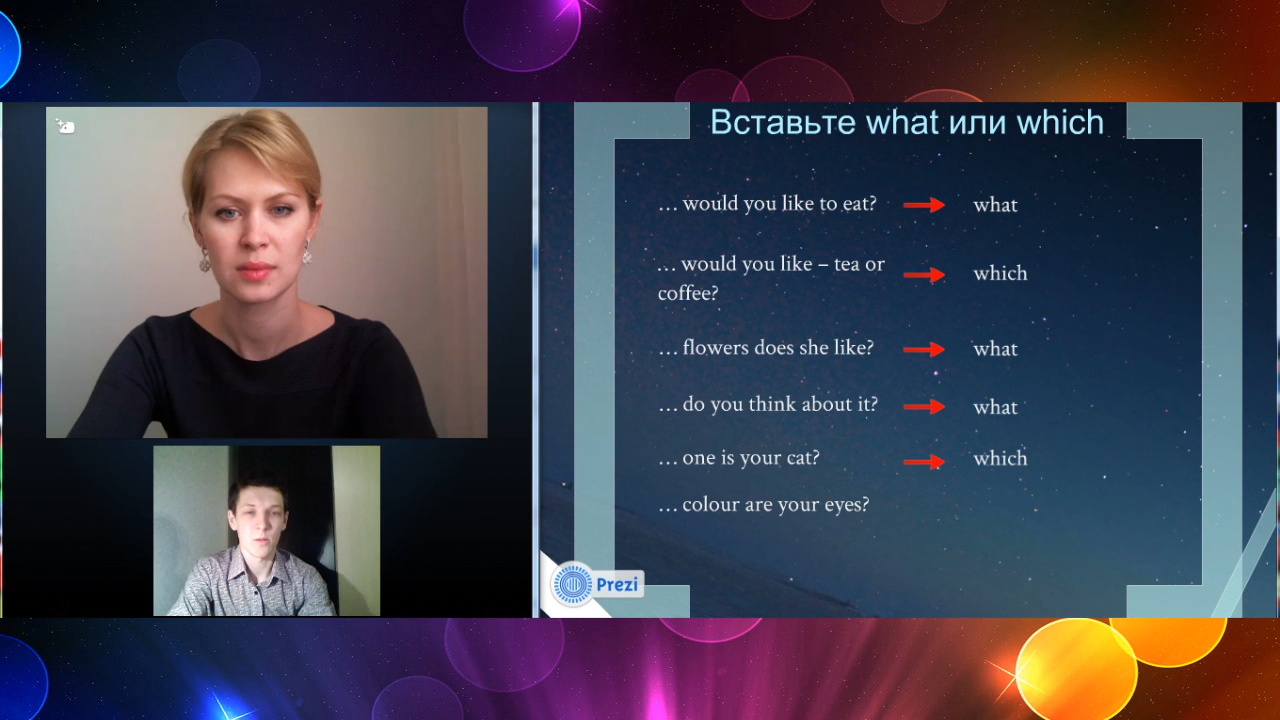 Вставьте what или which
… would you like to eat? what
… would you like – tea or which
coffee?
… flowers does she like? what
… do you think about it? what
… one is your cat? which
… colour are your eyes?
Prezi